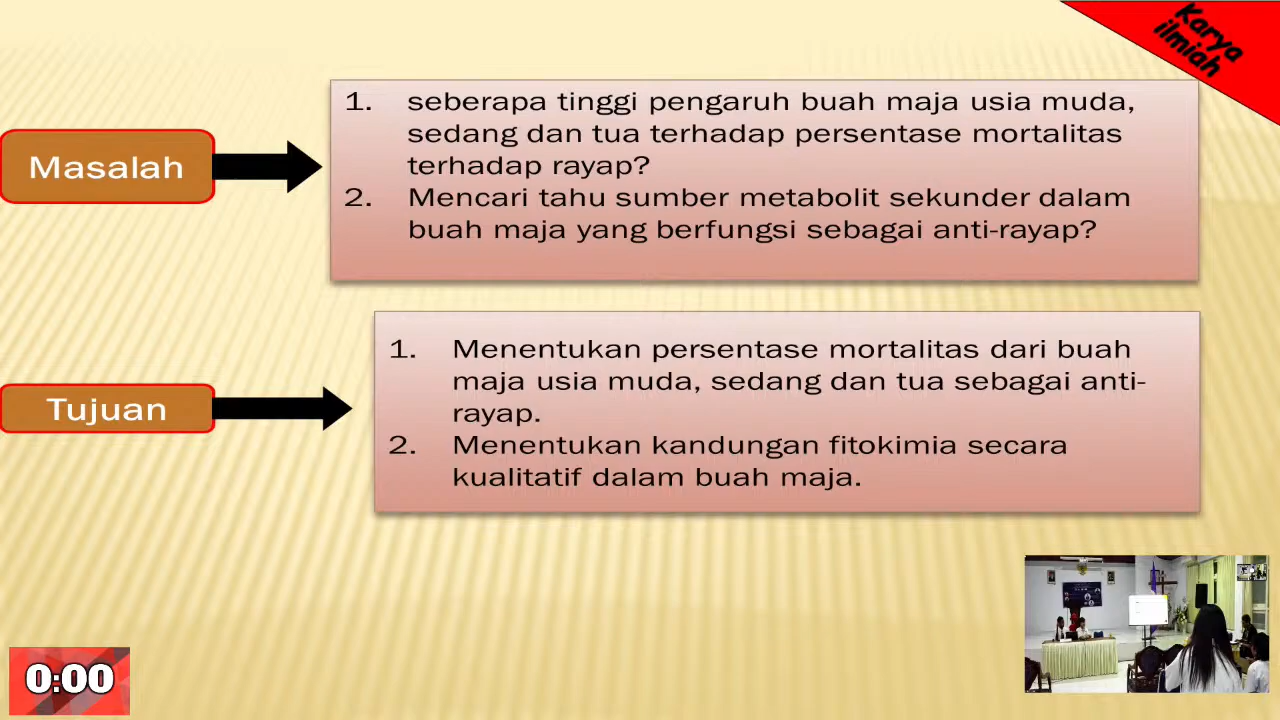 Karya
ilmiah
Masalah
1. seberapa tinggi pengaruh buah maja usia muda,
sedang dan tua terhadap persentase mortalitas
terhadap rayap?
2. Mencari tahu sumber metabolit sekunder dalam
buah maja yang berfungsi sebagai anti-rayap?
Tujuan
1. Menentukan persentase mortalitas dari buah
maja usia muda, sedang dan tua sebagai anti-
rayap.
2. Menentukan kandungan fitokimia secara
kualitatif dalam buah maja.
0:00